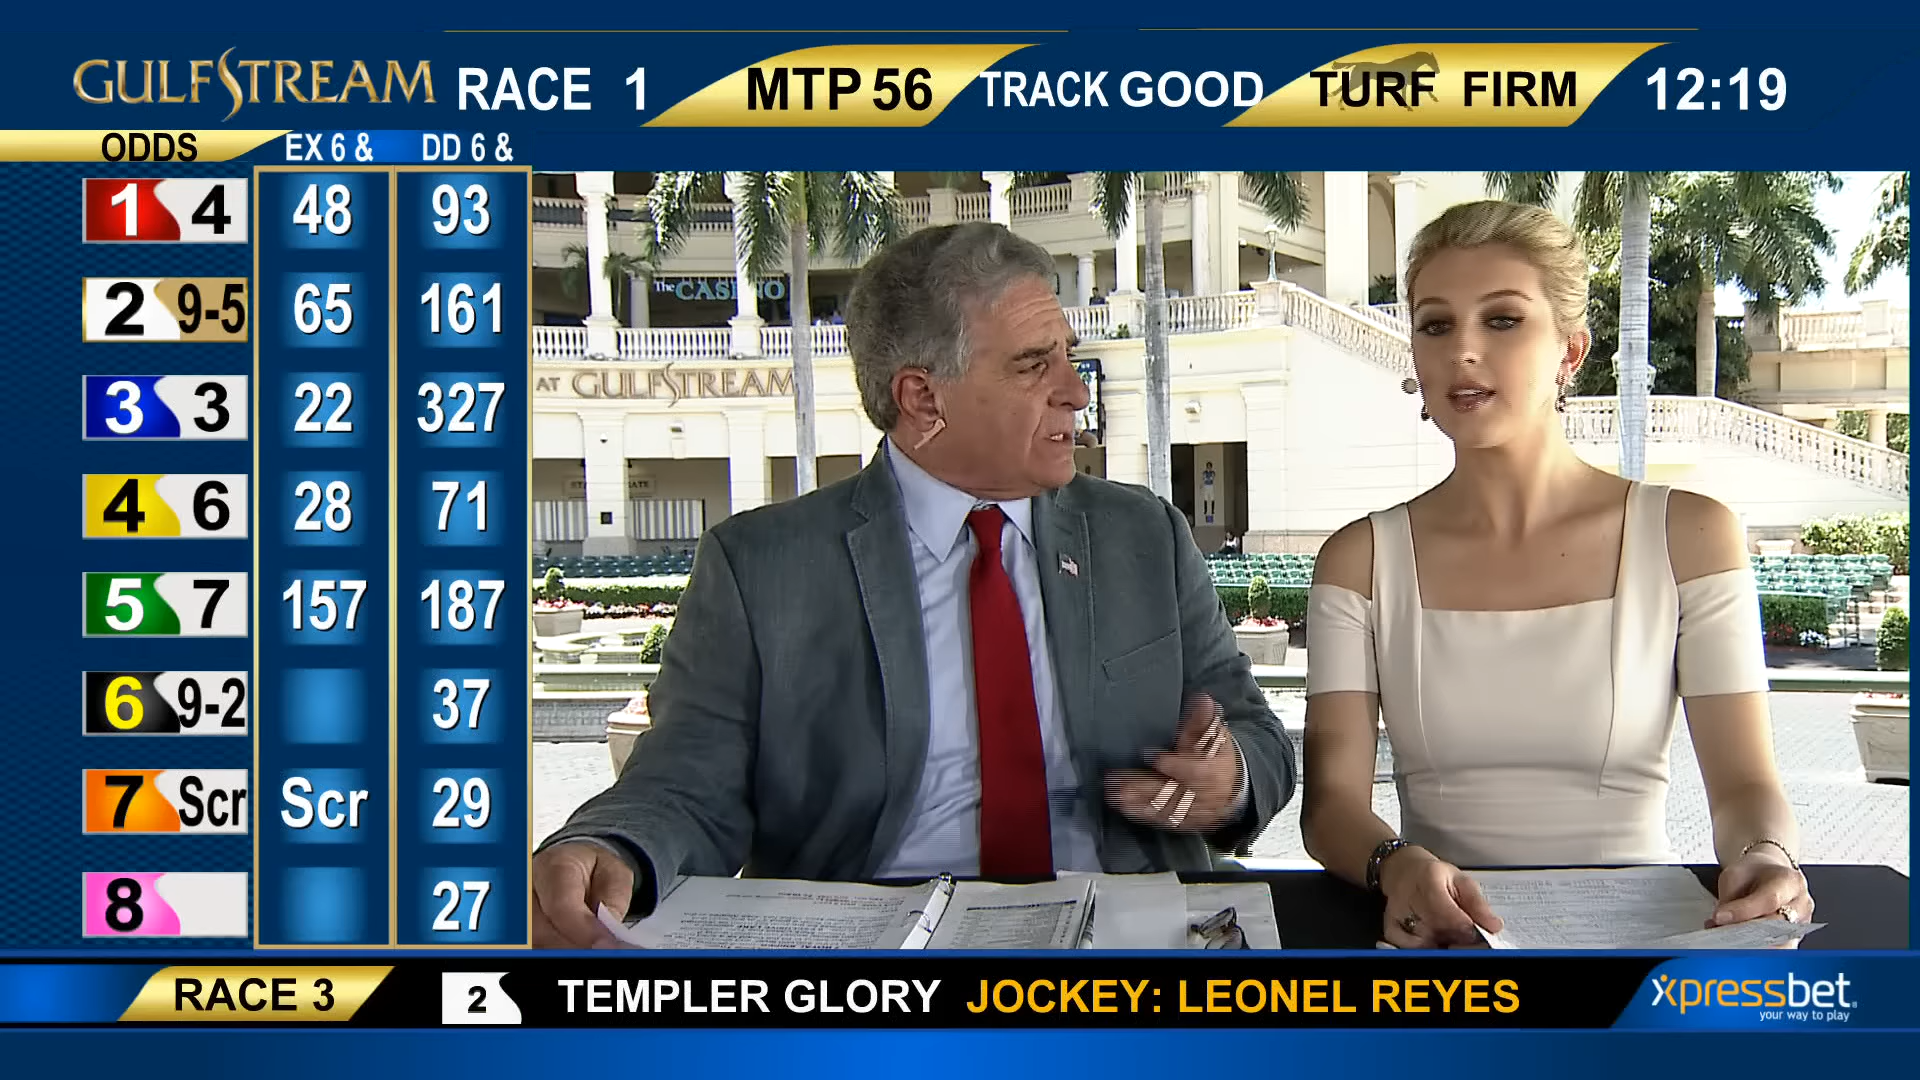 GULFSTREAM RACE 1 MTP 56 TRACK GOOD TURF FIRM 12:19
ODDS EX 6 & DD 6 &
1 4 48 93
2 9-5 65 161
3 3 22 327
4 6 28 71
5 7 157 187
6 9-2 37
7 Scr Scr 29
8 27
The CASINO
AT GULFSTREAM
RACE 3 2 TEMPLER GLORY JOCKEY: LEONEL REYES
xpressbet
your way to play